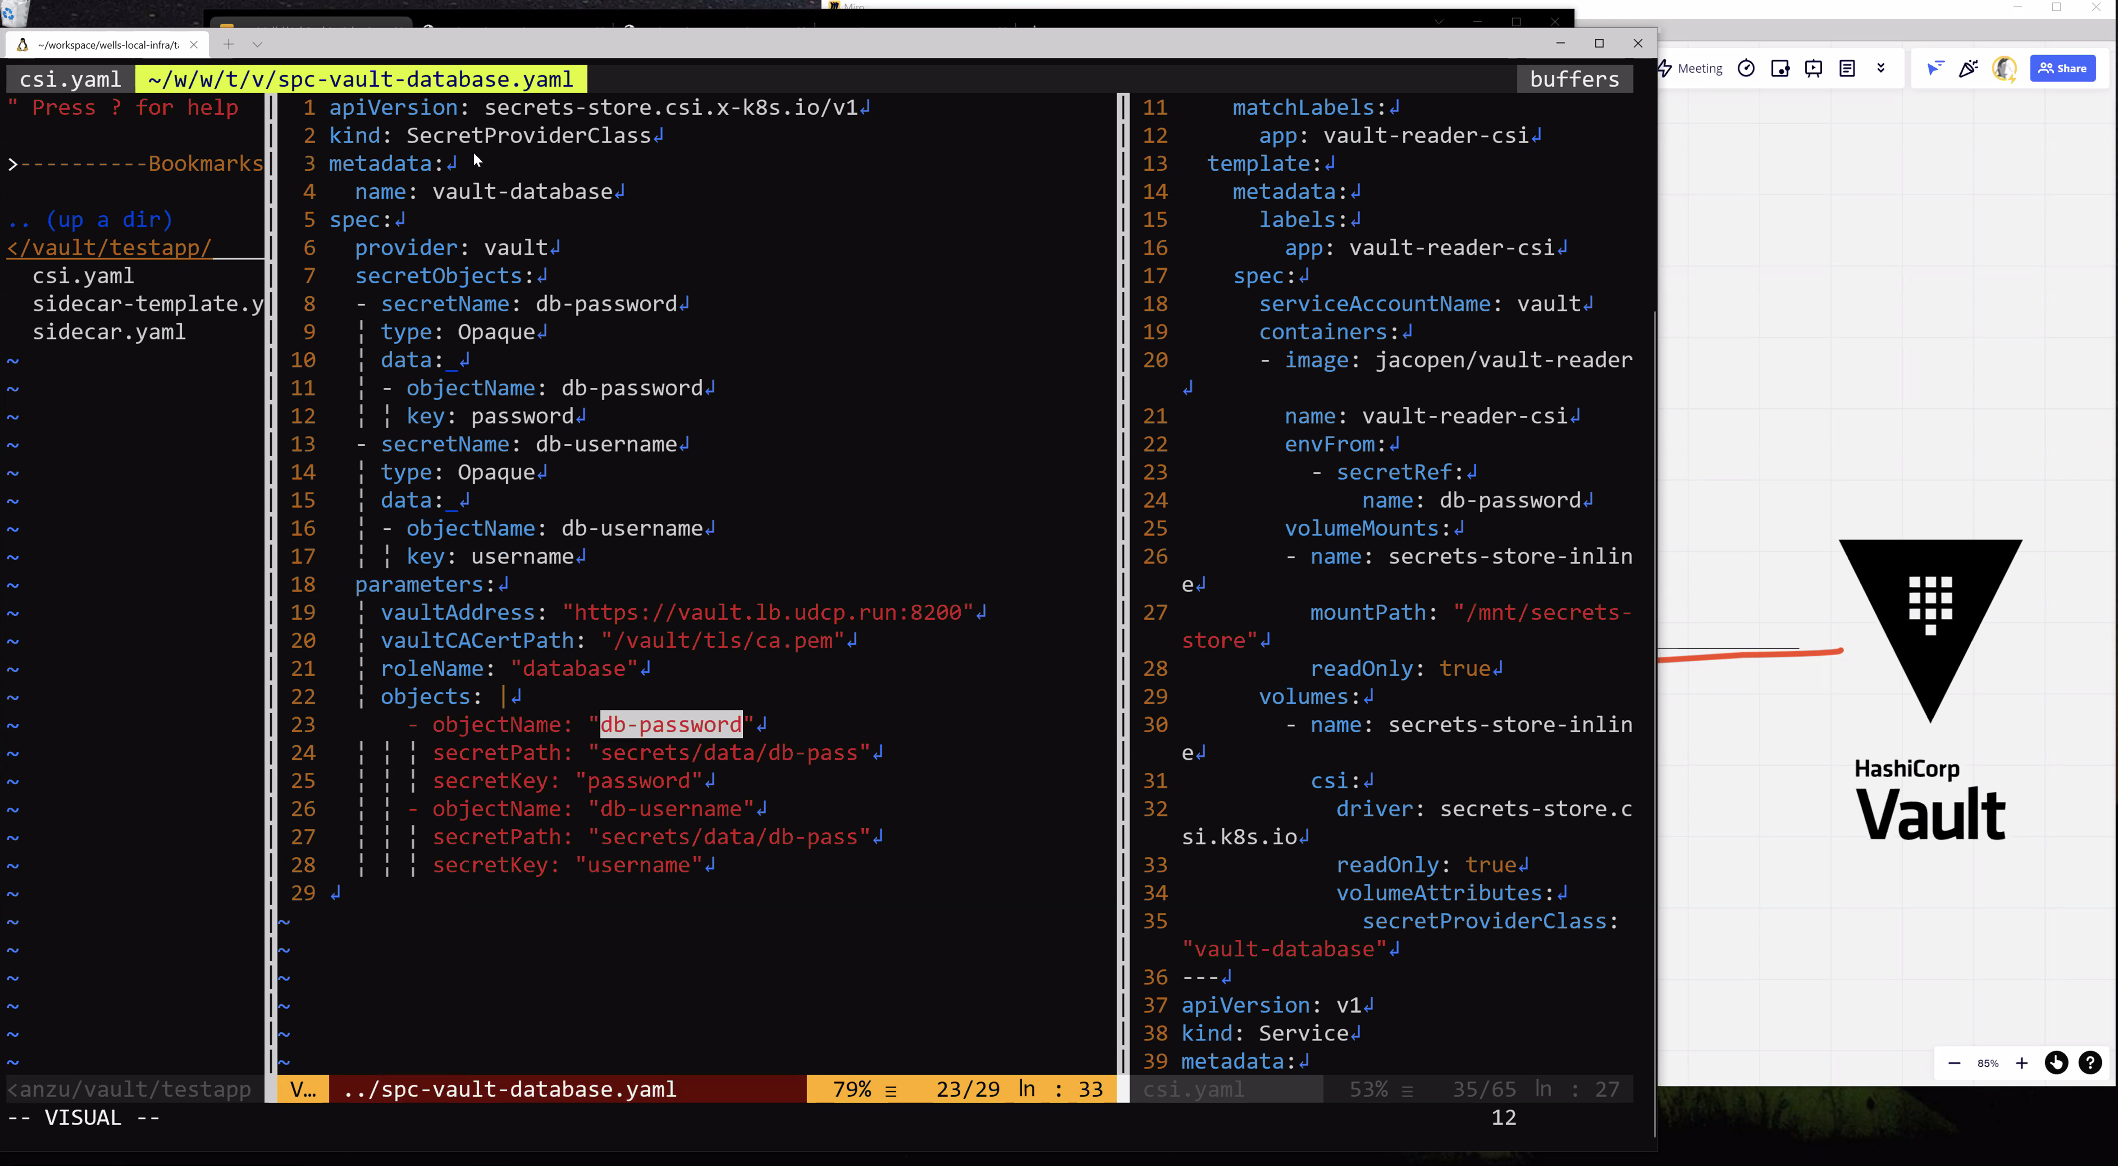 Miro
~/workspace/wells-local-infra/t
csi.yaml
~/w/w/t/v/spc-vault-database.yaml
buffers
" Press ? for help
>----------Bookmarks
.. (up a dir)
</vault/testapp/
csi.yaml
sidecar-template.y
sidecar.yaml
1 apiVersion: secrets-store.csi.x-k8s.io/v1
2 kind: SecretProviderClass
3 metadata:
4 name: vault-database
5 spec:
6 provider: vault
7 secretObjects:
8 - secretName: db-password
9 type: Opaque
10 data:_
11 - objectName: db-password
12 key: password
13 - secretName: db-username
14 type: Opaque
15 data:_
16 - objectName: db-username
17 key: username
18 parameters:
19 vaultAddress: "https://vault.lb.udcp.run:8200"
20 vaultCACertPath: "/vault/tls/ca.pem"
21 roleName: "database"
22 objects: |
23 - objectName: "db-password"
24 secretPath: "secrets/data/db-pass"
25 secretKey: "password"
26 - objectName: "db-username"
27 secretPath: "secrets/data/db-pass"
28 secretKey: "username"
29
11 matchLabels:
12 app: vault-reader-csi
13 template:
14 metadata:
15 labels:
16 app: vault-reader-csi
17 spec:
18 serviceAccountName: vault
19 containers:
20 - image: jacopen/vault-reader
21 name: vault-reader-csi
22 envFrom:
23 - secretRef:
24 name: db-password
25 volumeMounts:
26 - name: secrets-store-inlin
e
27 mountPath: "/mnt/secrets-
store"
28 readOnly: true
29 volumes:
30 - name: secrets-store-inlin
e
31 csi:
32 driver: secrets-store.c
si.k8s.io
33 readOnly: true
34 volumeAttributes:
35 secretProviderClass:
"vault-database"
36 ---
37 apiVersion: v1
38 kind: Service
39 metadata:
<anzu/vault/testapp
V... ../spc-vault-database.yaml 79% ≡ 23/29 ln : 33
csi.yaml 53% ≡ 35/65 ln : 27
-- VISUAL --
12
Meeting
Share
HashiCorp
Vault
85%